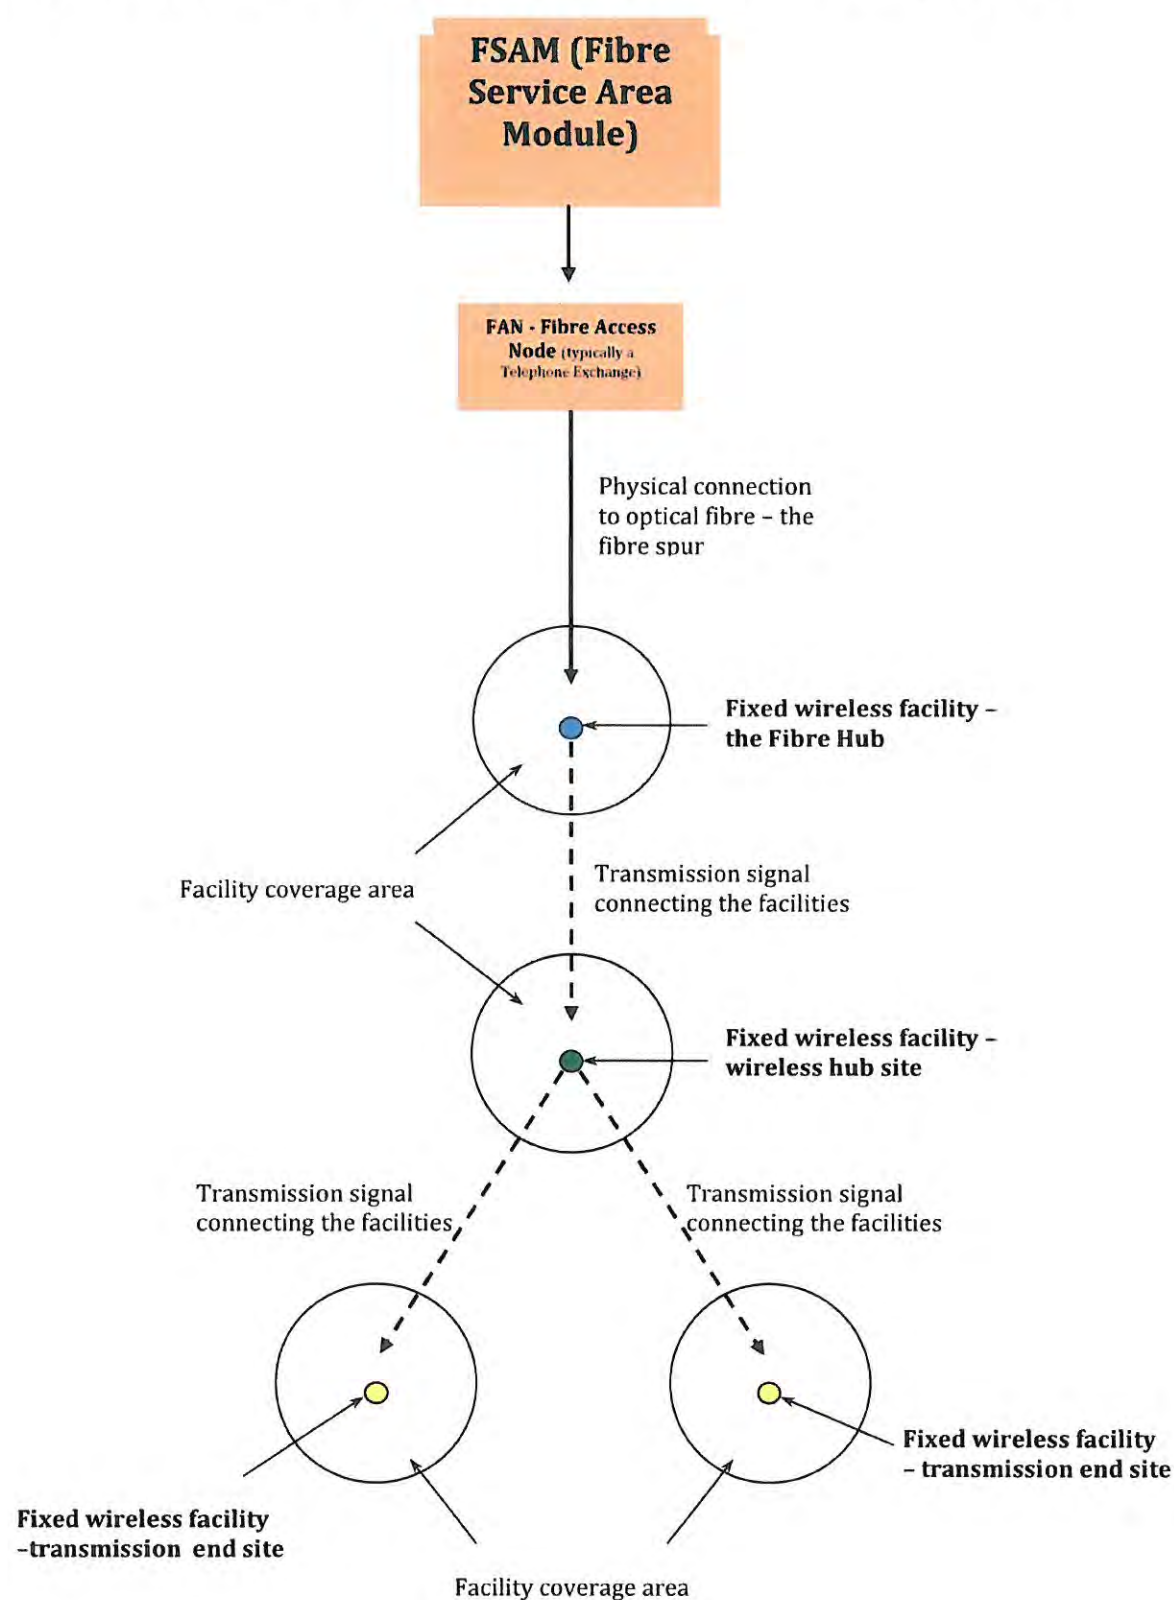 FSAM (Fibre
Service Area
Module)
FAN - Fibre Access
Node (typically a
Telephone Exchange)
Physical connection
to optical fibre – the
fibre spur
Fixed wireless facility –
the Fibre Hub
Transmission signal
connecting the facilities
Facility coverage area
Fixed wireless facility –
wireless hub site
Transmission signal
connecting the facilities
Transmission signal
connecting the facilities
Fixed wireless facility
– transmission end site
Fixed wireless facility
–transmission end site
Facility coverage area